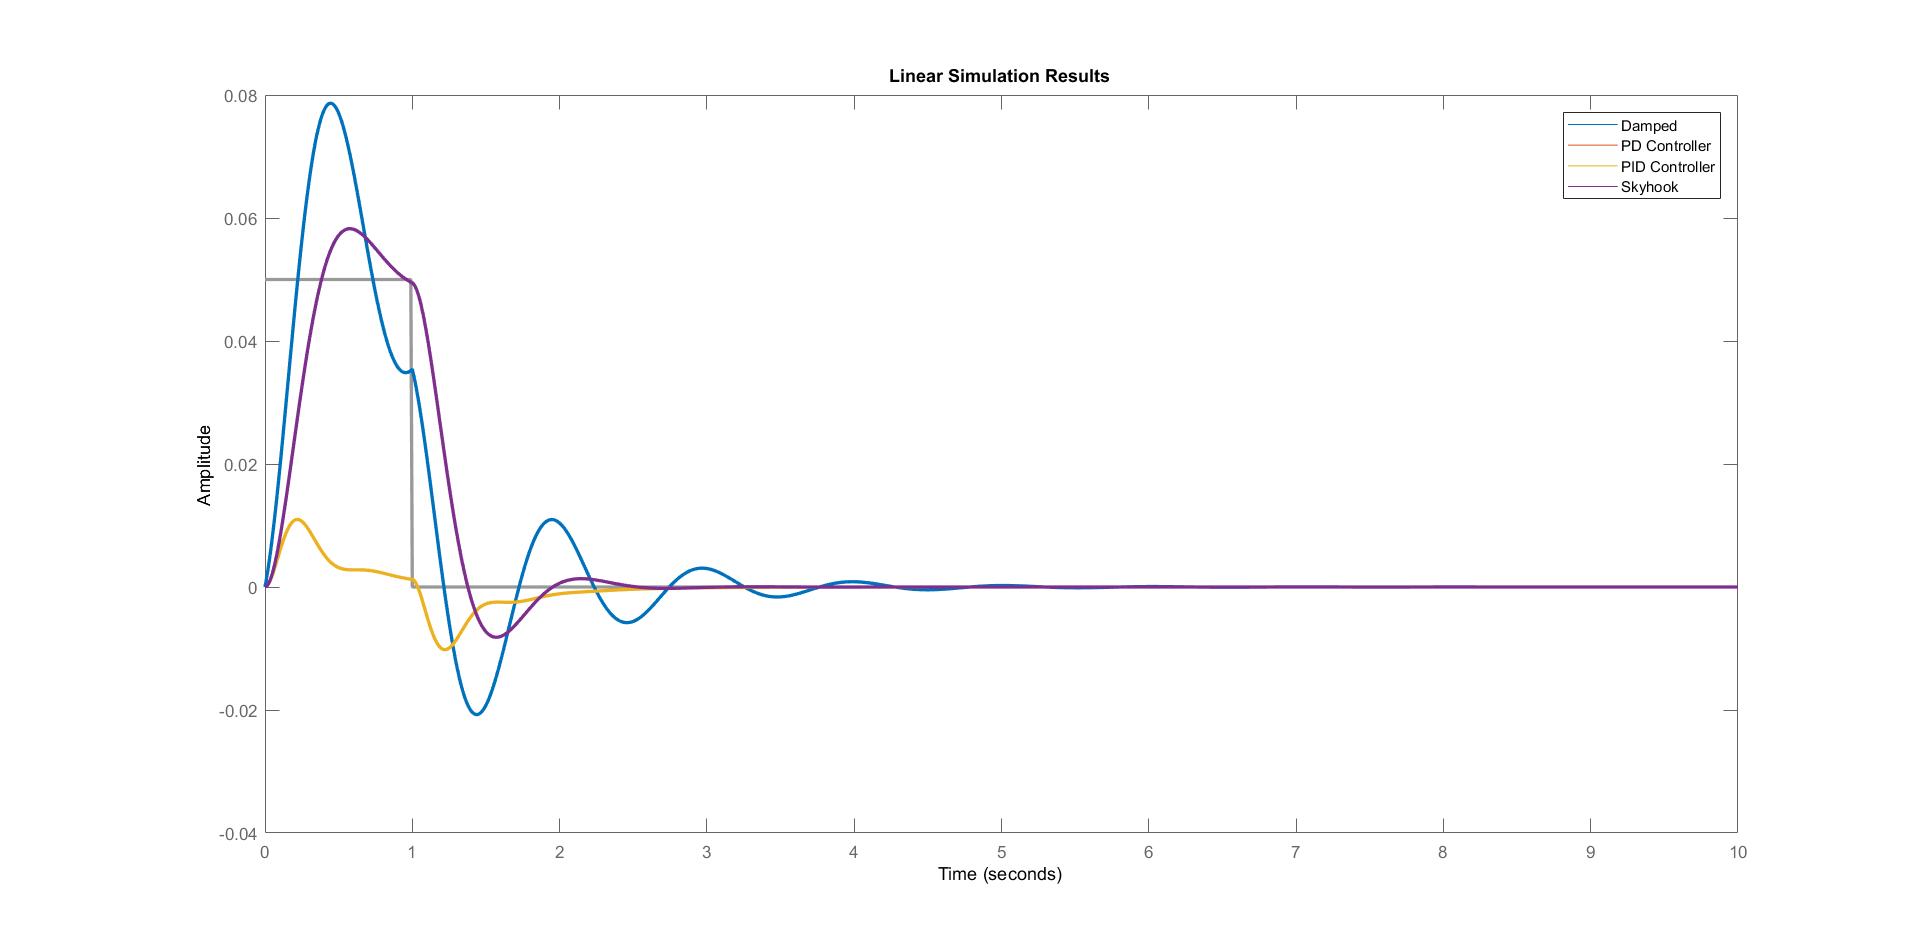 Linear Simulation Results
0.08
0.06
0.04
0.02
0
-0.02
-0.04
Amplitude
0 1 2 3 4 5 6 7 8 9 10
Time (seconds)
Damped
PD Controller
PID Controller
Skyhook